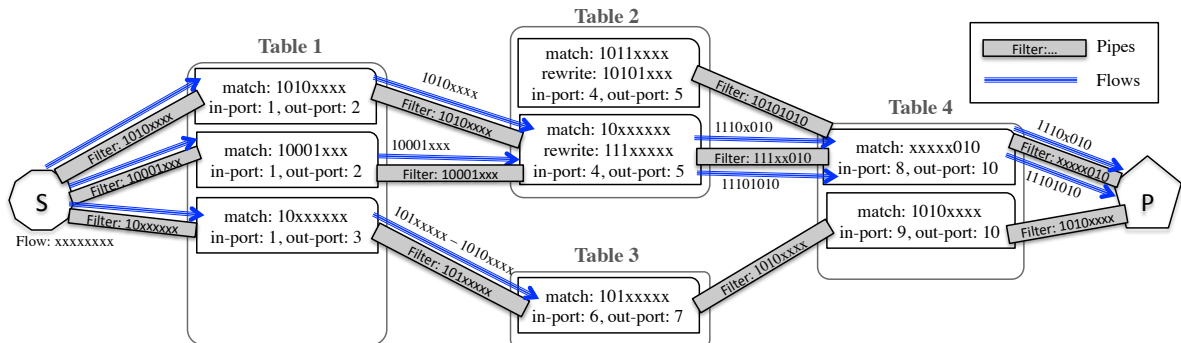 Table 1
Table 2
Table 3
Table 4
Filter:...
Pipes
Flows
S
Flow: xxxxxxxx
Filter: 1010xxxx
Filter: 10001xxx
Filter: 10xxxxxx
match: 1010xxxx
in-port: 1, out-port: 2
match: 10001xxx
in-port: 1, out-port: 2
match: 10xxxxxx
in-port: 1, out-port: 3
1010xxxx
Filter: 1010xxxx
10001xxx
Filter: 10001xxx
101xxxxx – 1010xxxx
Filter: 101xxxxx
match: 1011xxxx
rewrite: 10101xxx
in-port: 4, out-port: 5
match: 10xxxxxx
rewrite: 111xxxxx
in-port: 4, out-port: 5
match: 101xxxxx
in-port: 6, out-port: 7
Filter: 10101010
1110x010
Filter: 111xx010
11101010
Filter: 1010xxxx
match: xxxxx010
in-port: 8, out-port: 10
match: 1010xxxx
in-port: 9, out-port: 10
1110x010
Filter: xxxxx010
11101010
Filter: 1010xxxx
P